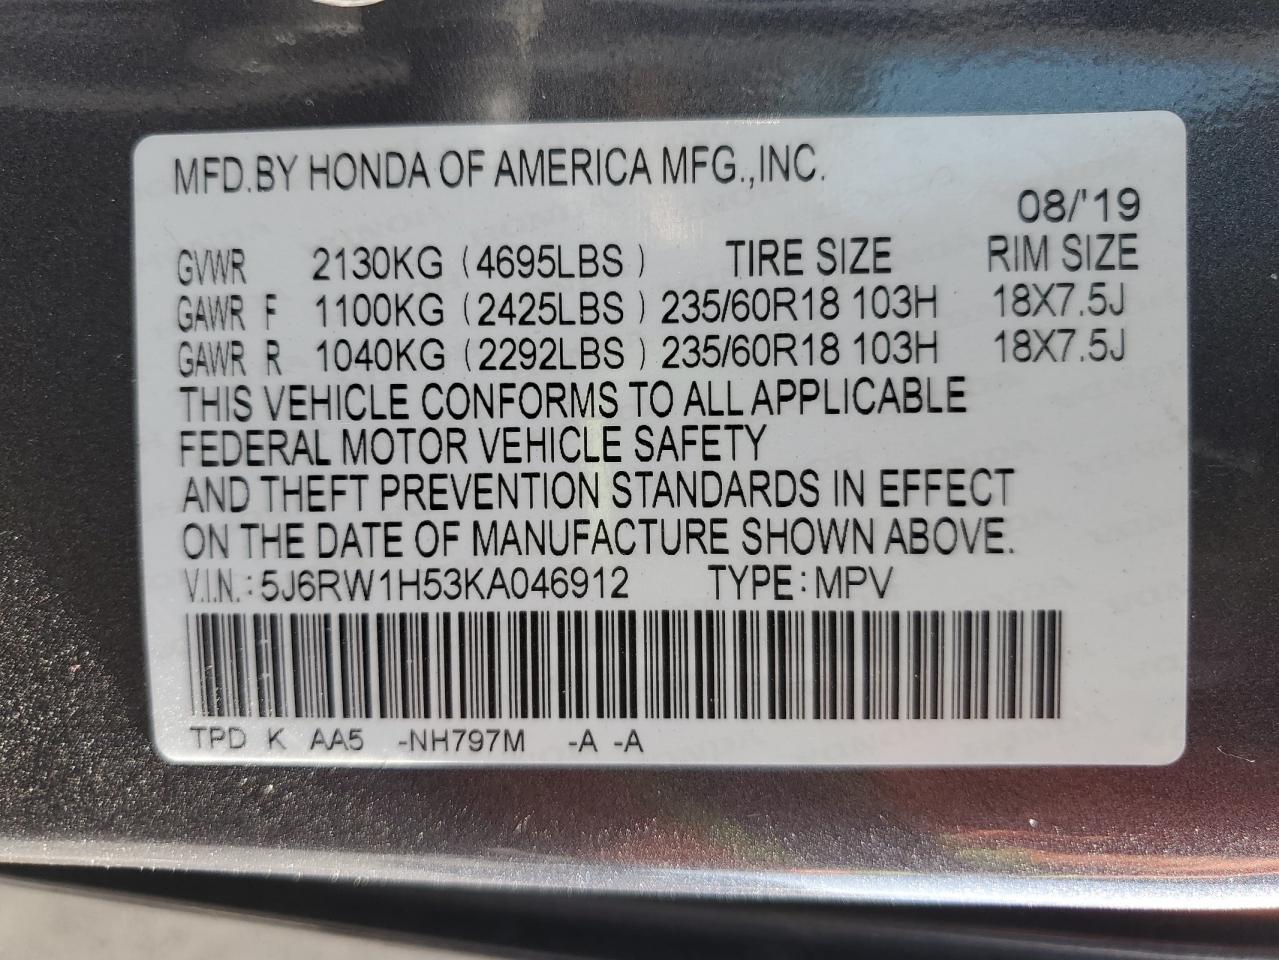 MFD.BY HONDA OF AMERICA MFG.,INC.
08/'19
GVWR 2130KG (4695LBS ) TIRE SIZE RIM SIZE
GAWR F 1100KG (2425LBS ) 235/60R18 103H 18X7.5J
GAWR R 1040KG (2292LBS ) 235/60R18 103H 18X7.5J
THIS VEHICLE CONFORMS TO ALL APPLICABLE
FEDERAL MOTOR VEHICLE SAFETY
AND THEFT PREVENTION STANDARDS IN EFFECT
ON THE DATE OF MANUFACTURE SHOWN ABOVE.
V.I.N.: 5J6RW1H53KA046912 TYPE: MPV
TPD K AA5 -NH797M -A -A